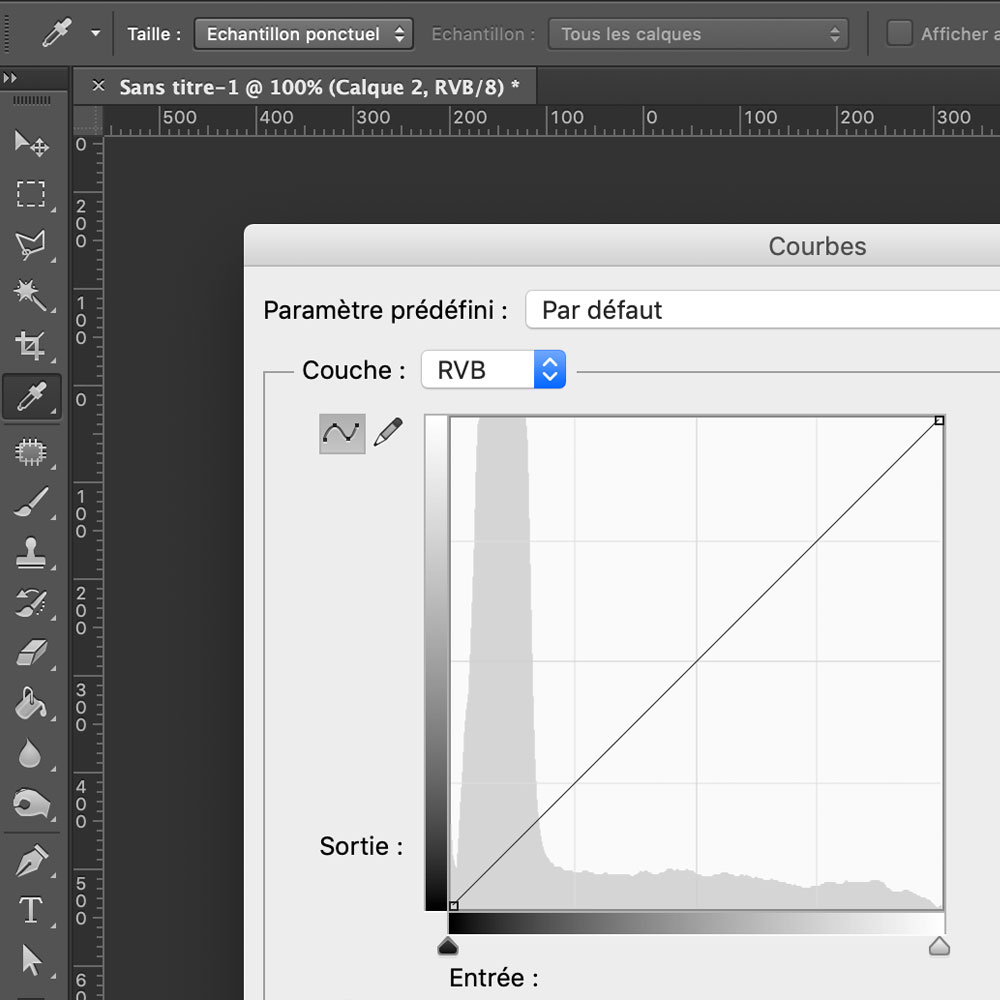 Taille : Echantillon ponctuel Echantillon : Tous les calques Afficher a
× Sans titre-1 @ 100% (Calque 2, RVB/8) *
500 400 300 200 100 0 100 200 300
0
200
100
0
100
200
300
400
500
6
Courbes
Paramètre prédéfini : Par défaut
Couche : RVB
Sortie :
Entrée :
T